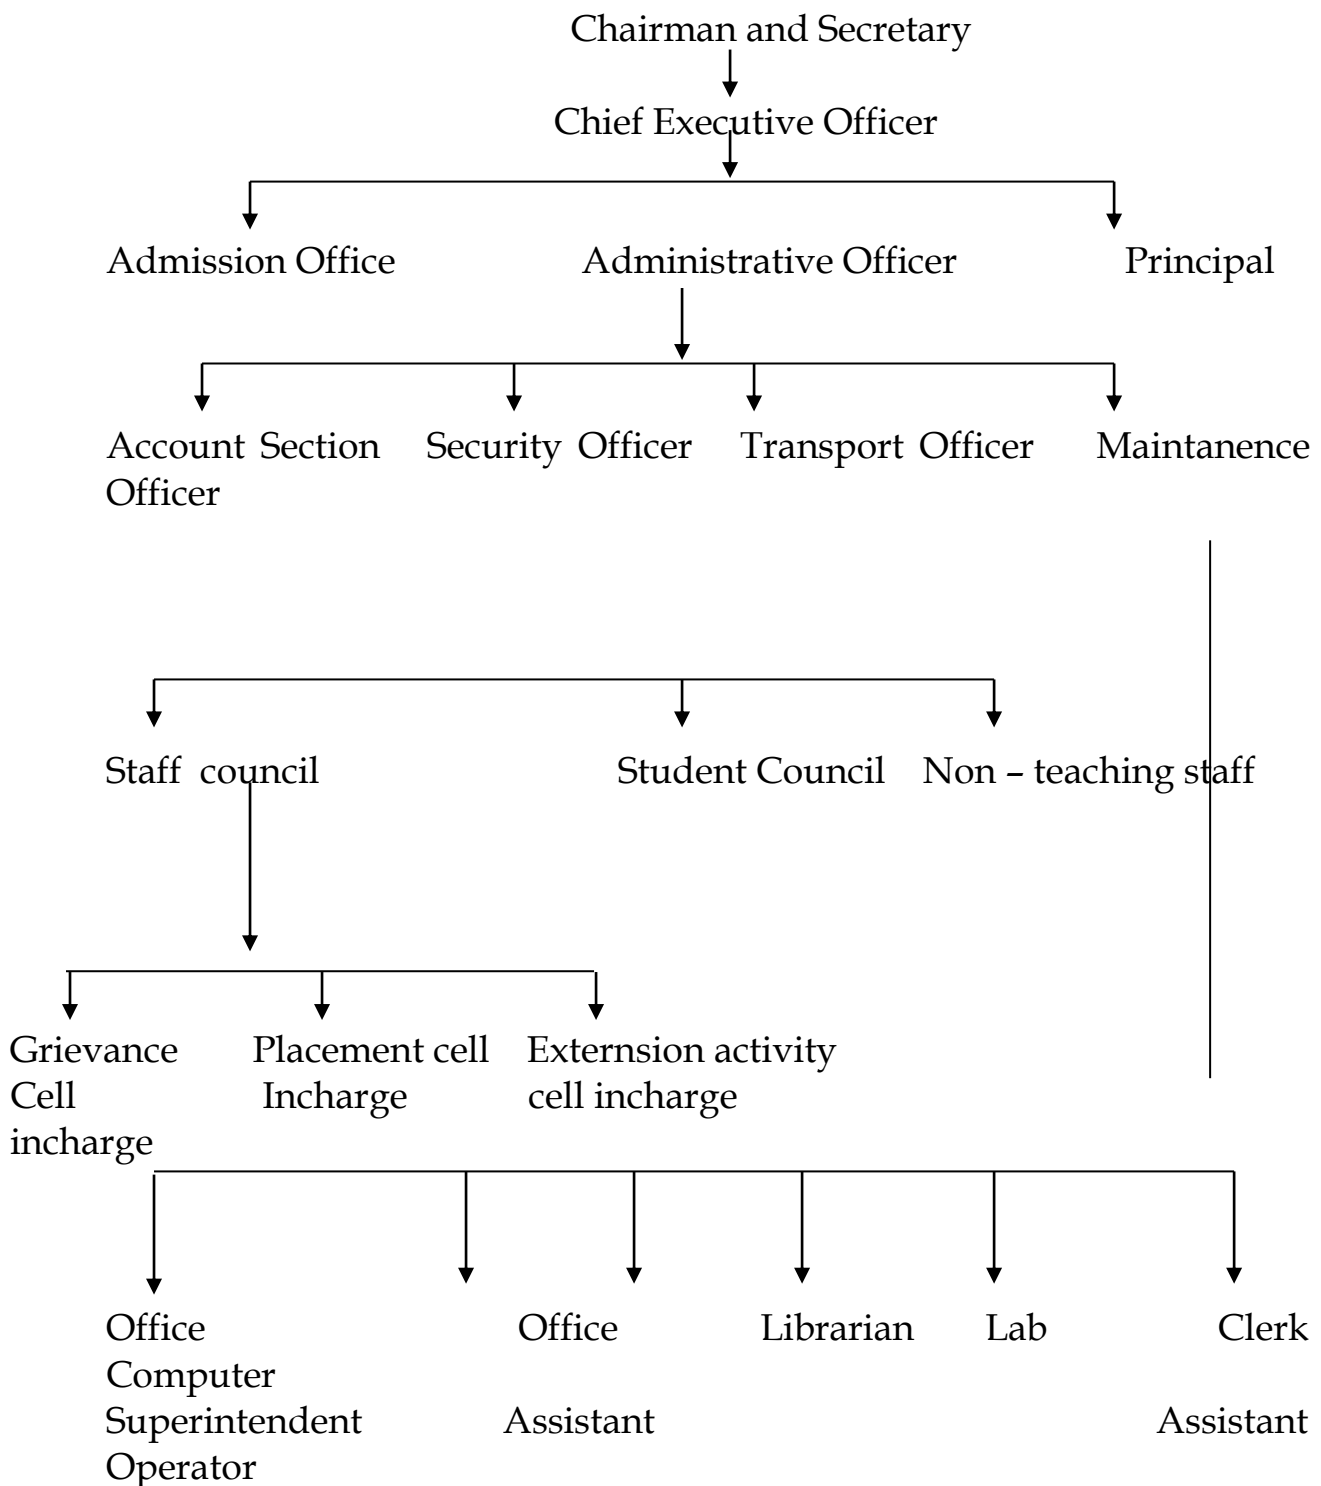 Chairman and Secretary
Chief Executive Officer
Admission Office Administrative Officer Principal
Account Section Security Officer Transport Officer Maintanence
Officer
Staff council Student Council Non – teaching staff
Grievance Placement cell Externsion activity
Cell Incharge cell incharge
incharge
Office Office Librarian Lab Clerk
Computer
Superintendent Assistant Assistant
Operator